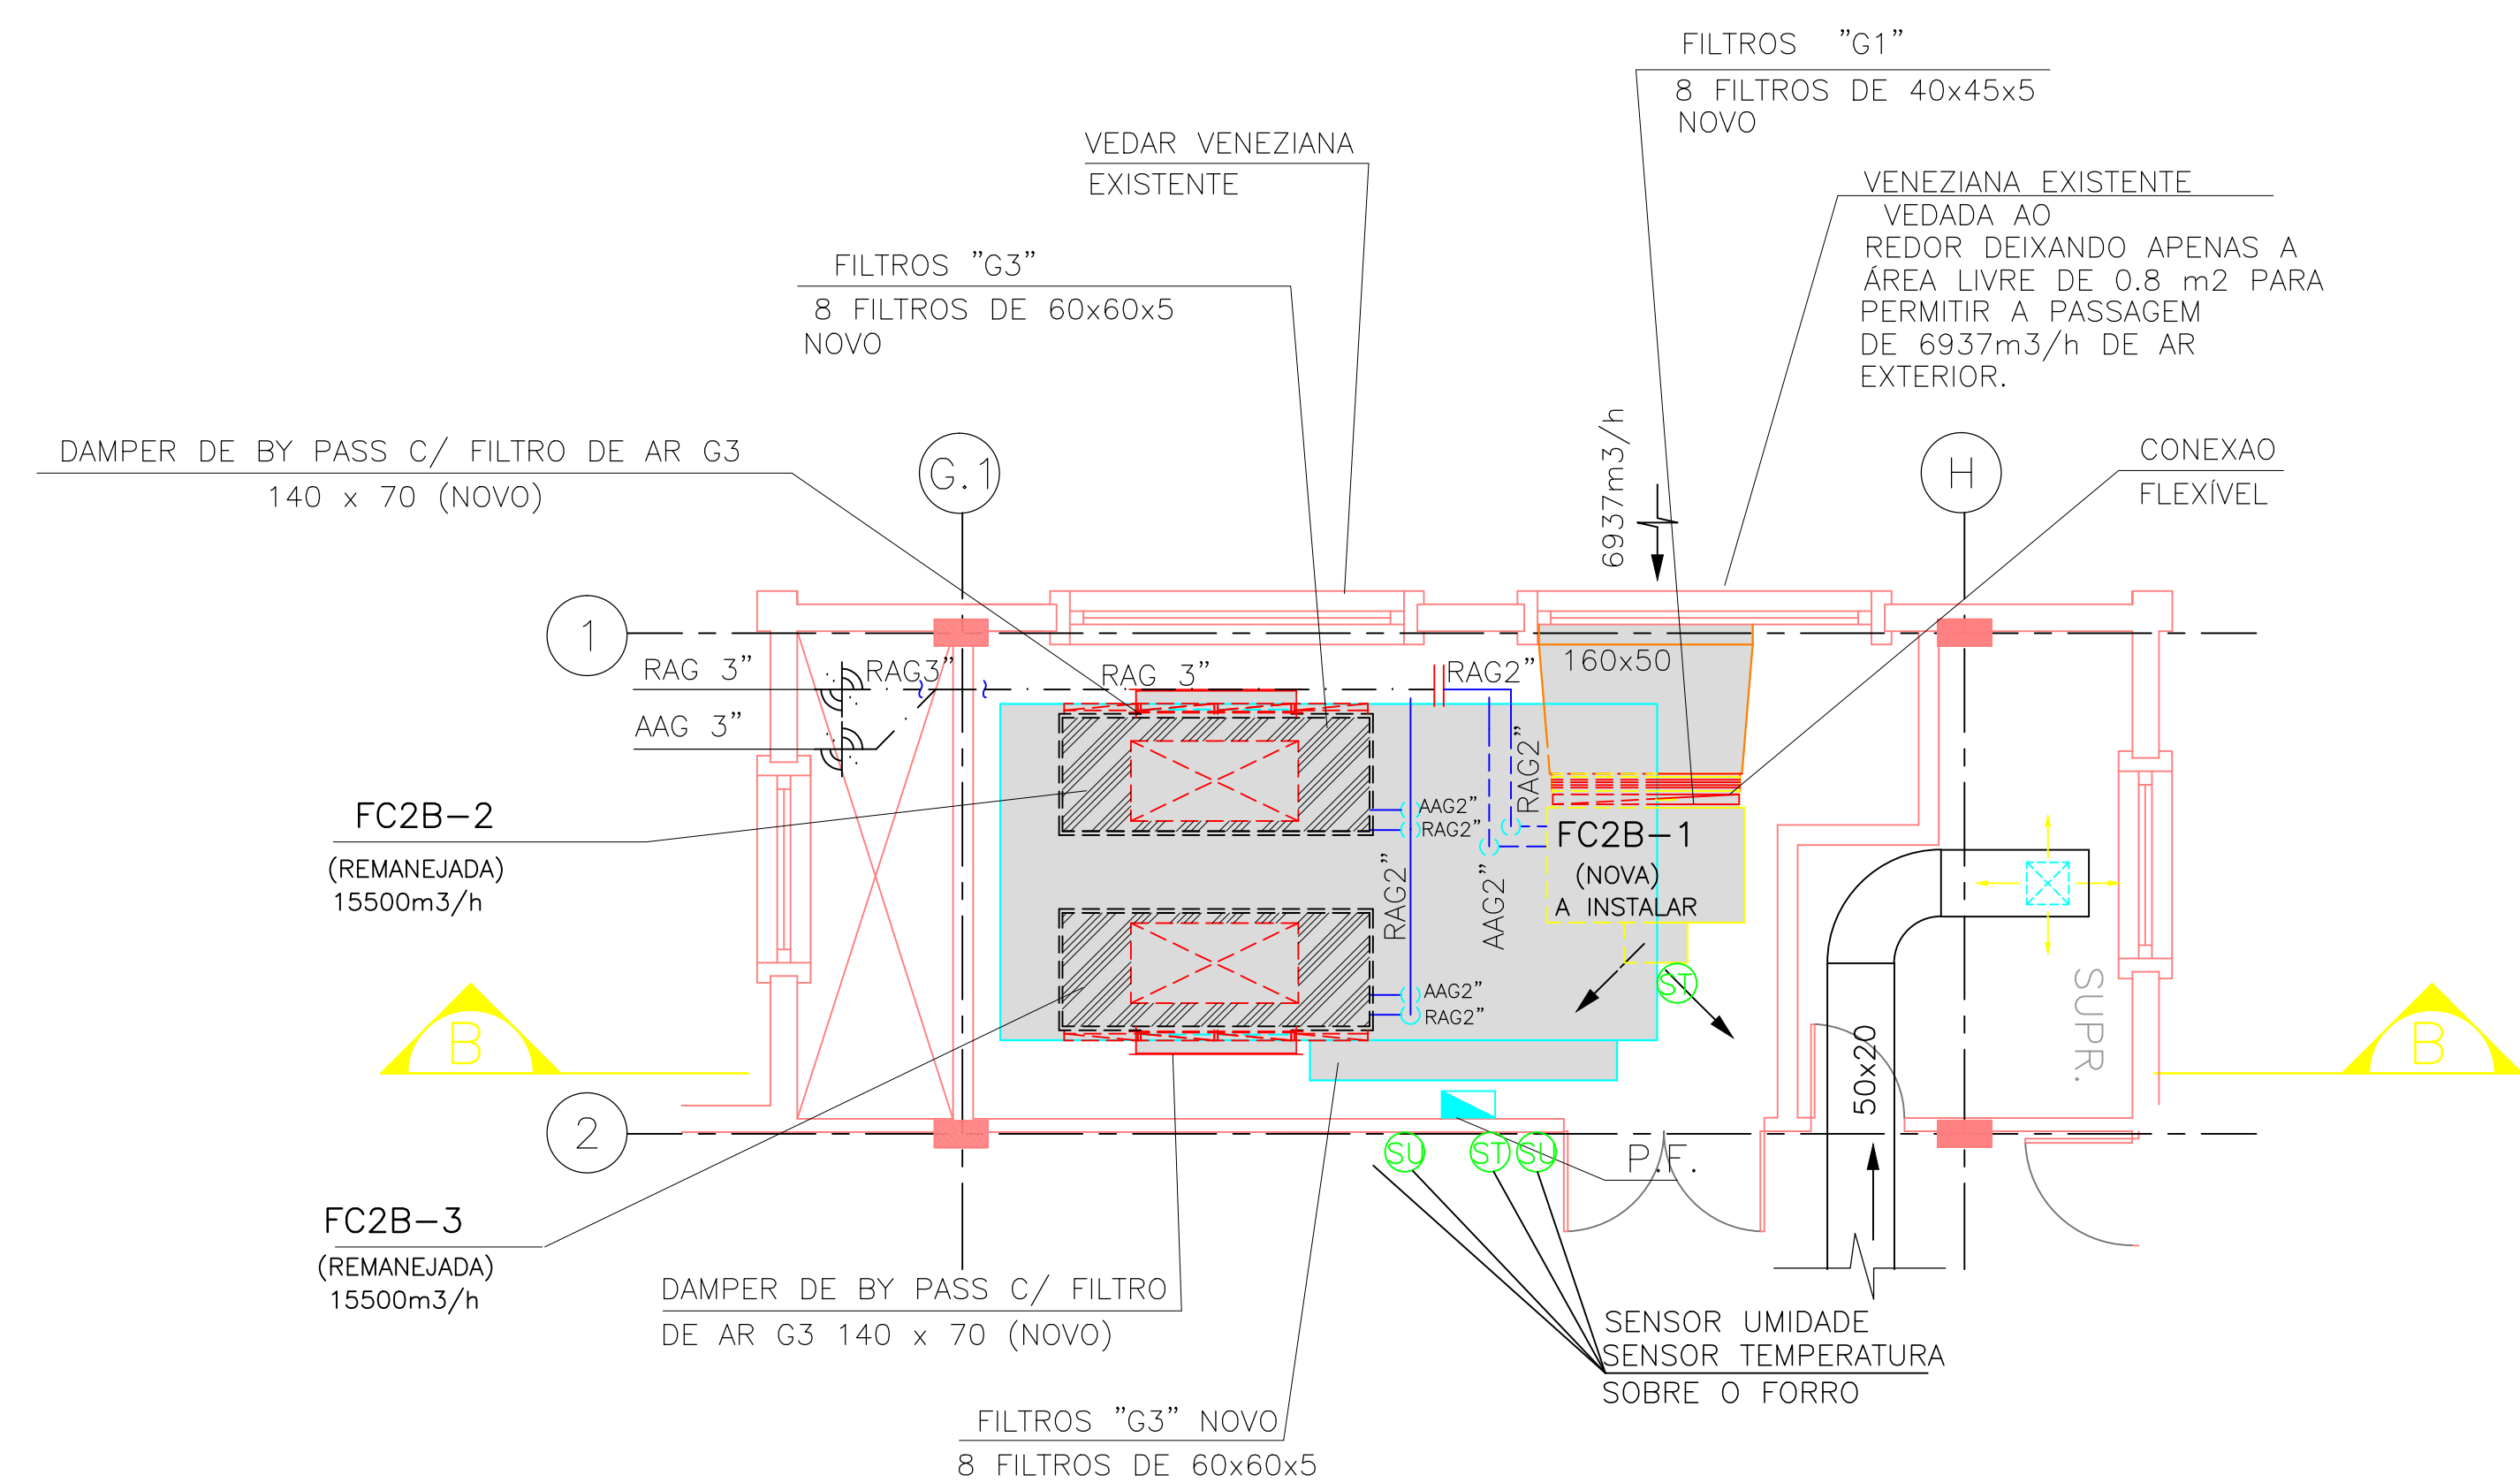 FILTROS "G1"
8 FILTROS DE 40x45x5
NOVO
VEDAR VENEZIANA
EXISTENTE
VENEZIANA EXISTENTE
VEDADA AO
REDOR DEIXANDO APENAS A
ÁREA LIVRE DE 0.8 m2 PARA
PERMITIR A PASSAGEM
DE 6937m3/h DE AR
EXTERIOR.
FILTROS "G3"
8 FILTROS DE 60x60x5
NOVO
DAMPER DE BY PASS C/ FILTRO DE AR G3
140 x 70 (NOVO)
G.1
6937m3/h
H
CONEXAO
FLEXÍVEL
1
RAG 3"
RAG3"
RAG 3"
RAG2"
160x50
AAG 3"
RAG2"
AAG2"
RAG2"
FC2B-2
(REMANEJADA)
15500m3/h
FC2B-1
(NOVA)
A INSTALAR
RAG2"
AAG2"
AAG2"
RAG2"
ST
SUPR.
50x20
B
B
2
SU
ST
SU
P.F.
FC2B-3
(REMANEJADA)
15500m3/h
DAMPER DE BY PASS C/ FILTRO
DE AR G3 140 x 70 (NOVO)
SENSOR UMIDADE
SENSOR TEMPERATURA
SOBRE O FORRO
FILTROS "G3" NOVO
8 FILTROS DE 60x60x5